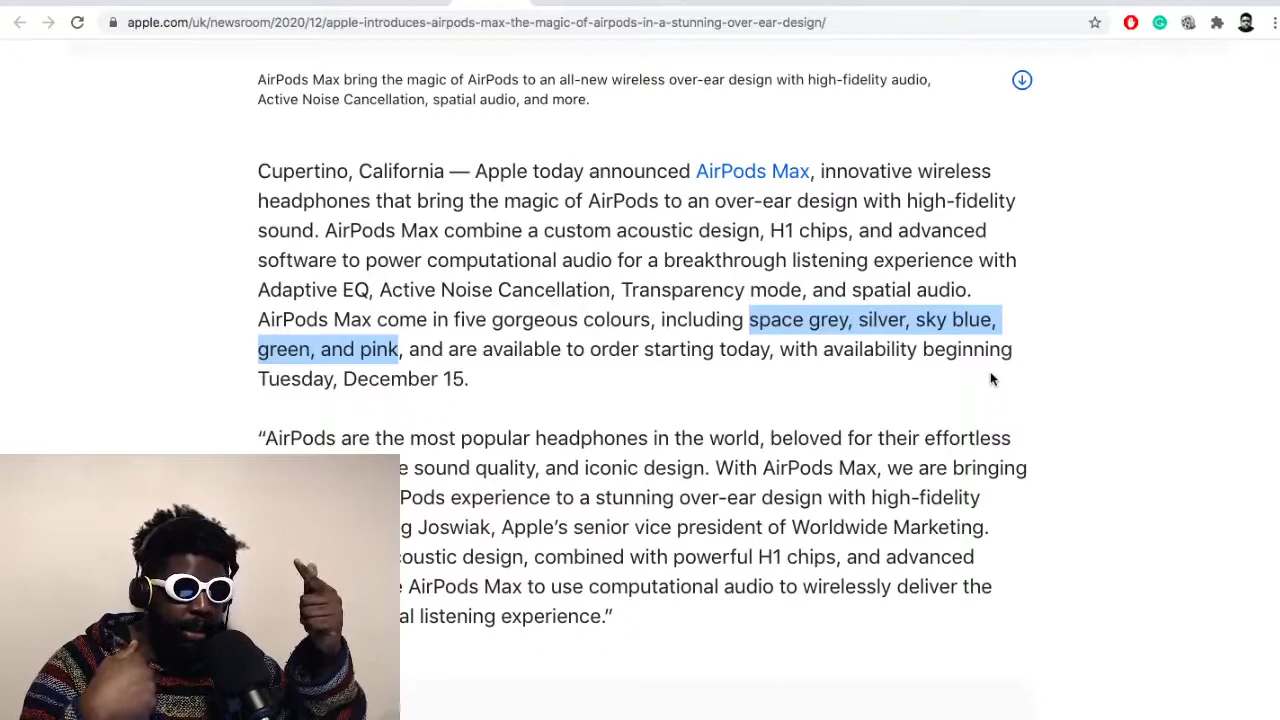 apple.com/uk/newsroom/2020/12/apple-introduces-airpods-max-the-magic-of-airpods-in-a-stunning-over-ear-design/
AirPods Max bring the magic of AirPods to an all-new wireless over-ear design with high-fidelity audio,
Active Noise Cancellation, spatial audio, and more.
Cupertino, California — Apple today announced AirPods Max, innovative wireless
headphones that bring the magic of AirPods to an over-ear design with high-fidelity
sound. AirPods Max combine a custom acoustic design, H1 chips, and advanced
software to power computational audio for a breakthrough listening experience with
Adaptive EQ, Active Noise Cancellation, Transparency mode, and spatial audio.
AirPods Max come in five gorgeous colours, including space grey, silver, sky blue,
green, and pink, and are available to order starting today, with availability beginning
Tuesday, December 15.
“AirPods are the most popular headphones in the world, beloved for their effortless
sound quality, and iconic design. With AirPods Max, we are bringing
Pods experience to a stunning over-ear design with high-fidelity
g Joswiak, Apple’s senior vice president of Worldwide Marketing.
coustic design, combined with powerful H1 chips, and advanced
AirPods Max to use computational audio to wirelessly deliver the
al listening experience.”